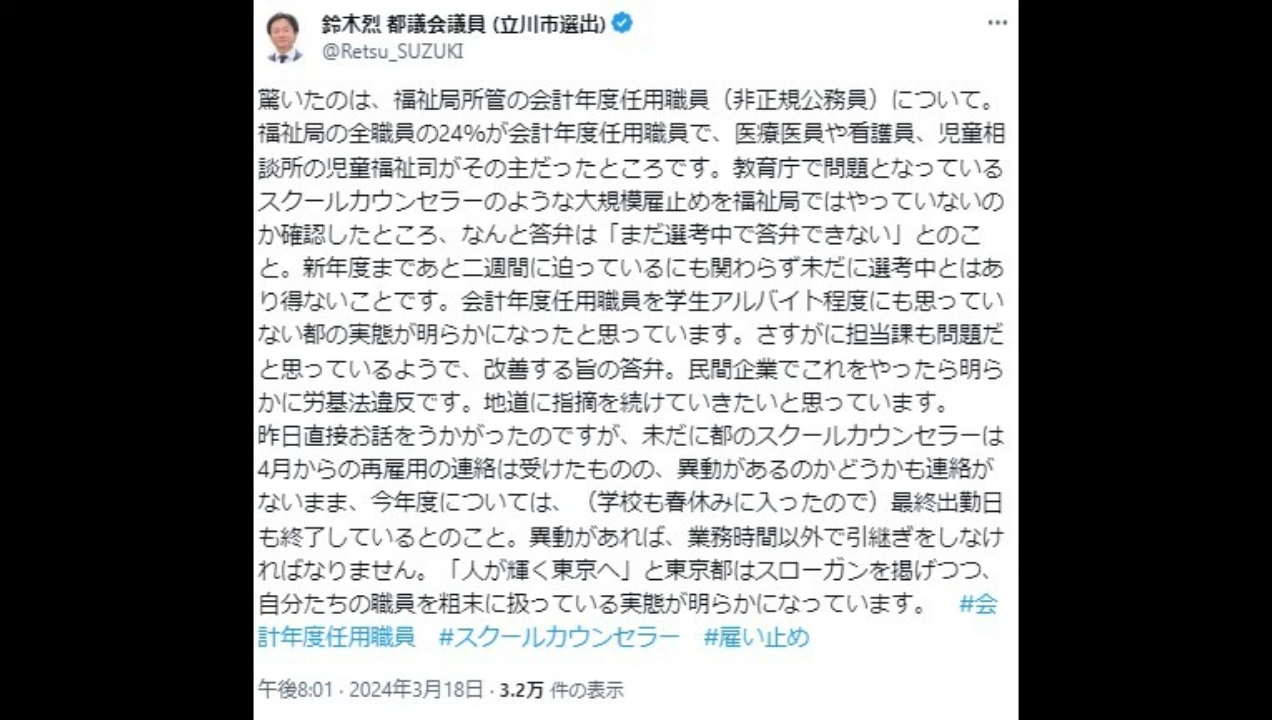 鈴木烈 都議会議員 (立川市選出)
@Retsu_SUZUKI
驚いたのは、福祉局所管の会計年度任用職員（非正規公務員）について。
福祉局の全職員の24%が会計年度任用職員で、医療医員や看護員、児童相
談所の児童福祉司がその主だったところです。教育庁で問題となっている
スクールカウンセラーのような大規模雇止めを福祉局ではやっていないの
か確認したところ、なんと答弁は「まだ選考中で答弁できない」とのこ
と。新年度まであと二週間に迫っているにも関わらず未だに選考中とはあ
り得ないことです。会計年度任用職員を学生アルバイト程度にも思ってい
ない都の実態が明らかになったと思っています。さすがに担当課も問題だ
と思っているようで、改善する旨の答弁。民間企業でこれをやったら明ら
かに労基法違反です。地道に指摘を続けていきたいと思っています。
昨日直接お話をうかがったのですが、未だに都のスクールカウンセラーは
4月からの再雇用の連絡は受けたものの、異動があるのかどうかも連絡が
ないまま、今年度については、（学校も春休みに入ったので）最終出勤日
も終了しているとのこと。異動があれば、業務時間以外で引継ぎをしなけ
ればなりません。「人が輝く東京へ」と東京都はスローガンを掲げつつ、
自分たちの職員を粗末に扱っている実態が明らかになっています。 #会
計年度任用職員 #スクールカウンセラー #雇い止め
午後8:01 · 2024年3月18日 · 3.2万 件の表示